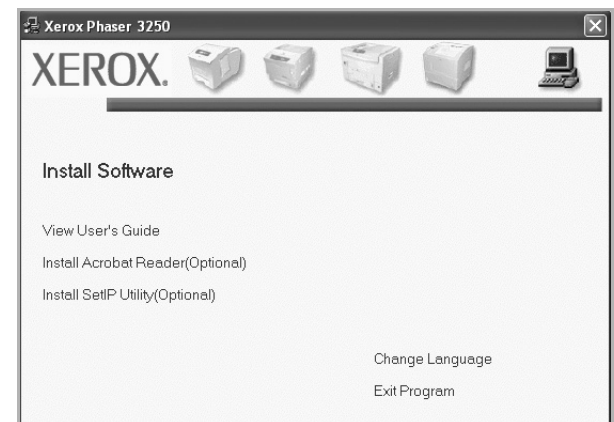 Xerox Phaser 3250
XEROX.
Install Software
View User's Guide
Install Acrobat Reader(Optional)
Install SetIP Utility(Optional)
Change Language
Exit Program